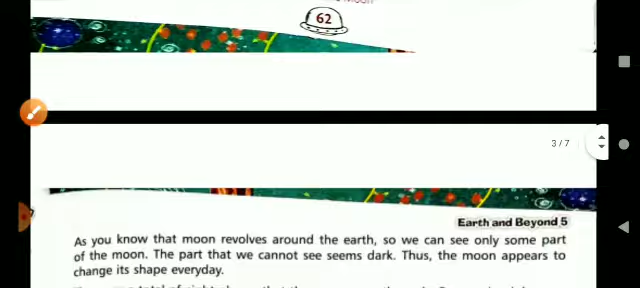 Moon
62
3 / 7
Earth and Beyond 5
As you know that moon revolves around the earth, so we can see only some part
of the moon. The part that we cannot see seems dark. Thus, the moon appears to
change its shape everyday.